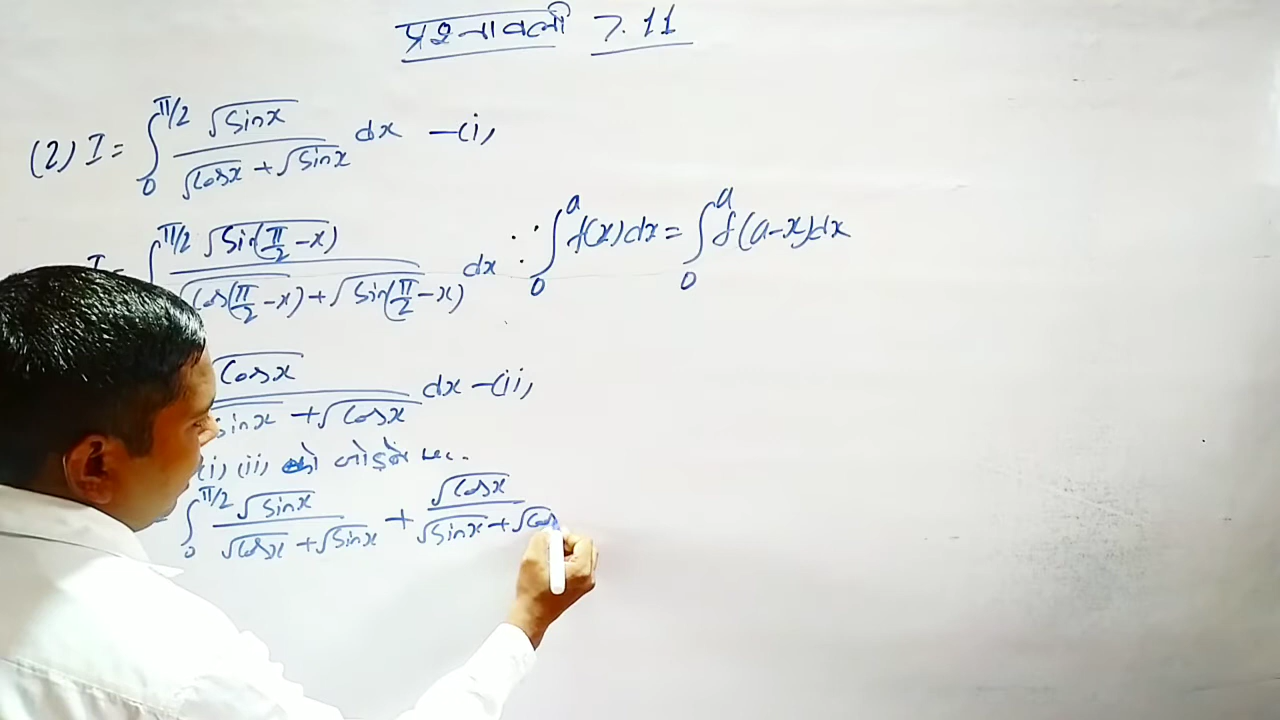 प्रश्नावली 7.11
(2) I = ∫₀^π/2 √sinx / (√cosx + √sinx) dx —(i)
I = ∫^π/2 √sin(π/2 - x) / (√cos(π/2 - x) + √sin(π/2 - x)) dx ∵ ∫₀^a f(x)dx = ∫₀^a f(a-x)dx
√cosx / (sinx + √cosx) dx —(ii)
(i) (ii) को जोड़ने पर.
= ∫₀^π/2 √sinx / (√cosx + √sinx) + √cosx / (√sinx + √cos